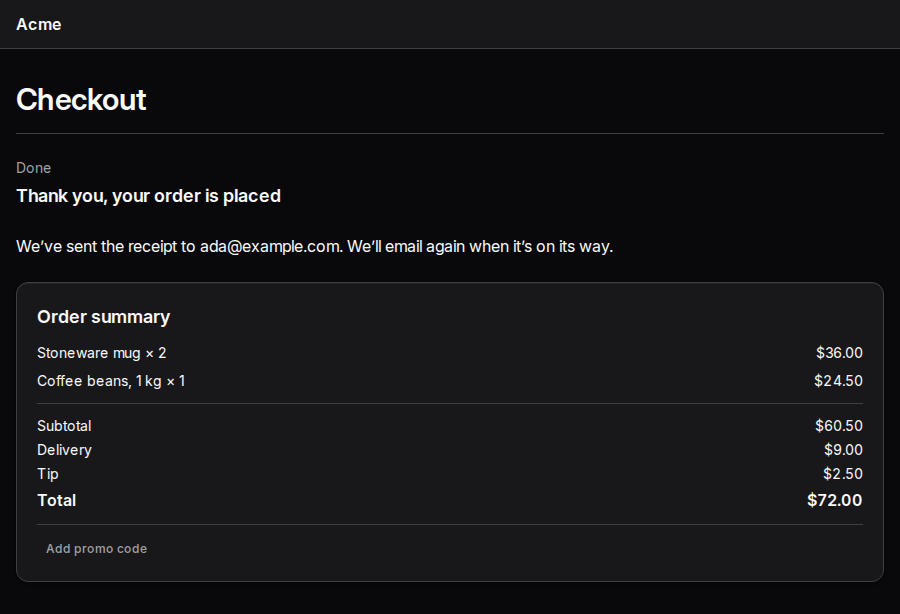 Acme
Checkout
Done
Thank you, your order is placed
We’ve sent the receipt to ada@example.com. We’ll email again when it’s on its way.
Order summary
Stoneware mug × 2 $36.00
Coffee beans, 1 kg × 1 $24.50
Subtotal $60.50
Delivery $9.00
Tip $2.50
Total $72.00
Add promo code